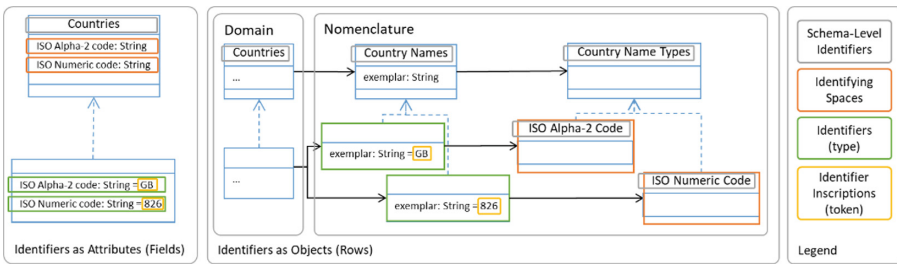 Countries
ISO Alpha-2 code: String
ISO Numeric code: String
ISO Alpha-2 code: String = GB
ISO Numeric code: String = 826
Identifiers as Attributes (Fields)
Domain
Nomenclature
Countries
Country Names
Country Name Types
...
exemplar: String
ISO Alpha-2 Code
exemplar: String = GB
...
ISO Numeric Code
exemplar: String = 826
Identifiers as Objects (Rows)
Schema-Level
Identifiers
Identifying
Spaces
Identifiers
(type)
Identifier
Inscriptions
(token)
Legend